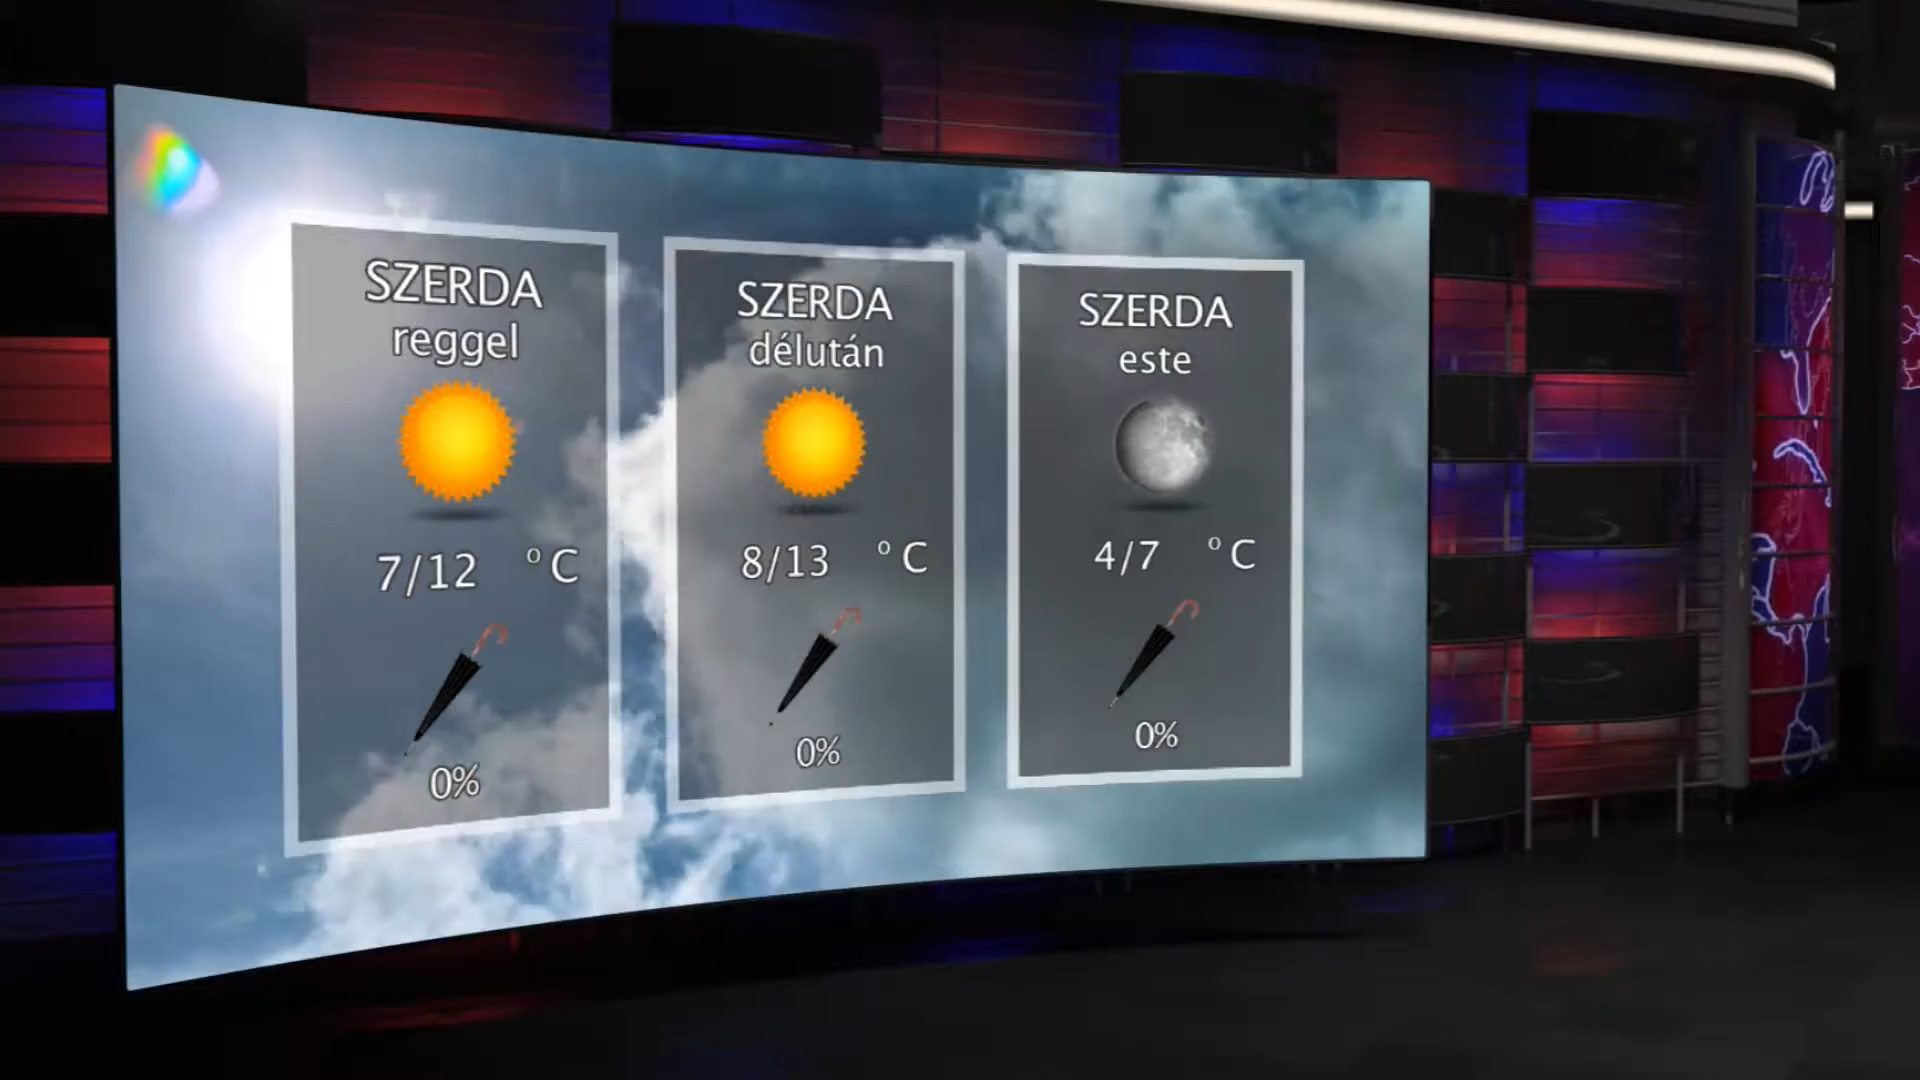 SZERDA
reggel
7/12 °C
0%
SZERDA
délután
8/13 °C
0%
SZERDA
este
4/7 °C
0%